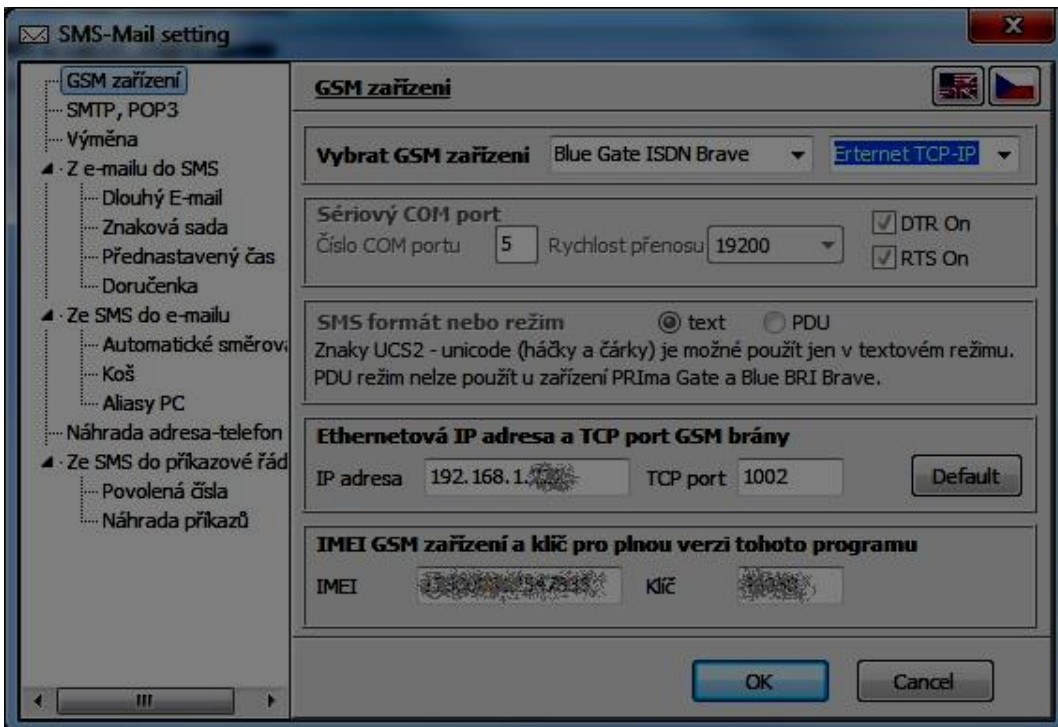 SMS-Mail setting
GSM zařízení
SMTP, POP3
Výměna
Z e-mailu do SMS
Dlouhý E-mail
Znaková sada
Přednastavený čas
Doručenka
Ze SMS do e-mailu
Automatické směrova
Koš
Aliasy PC
Náhrada adresa-telefon
Ze SMS do příkazové řád
Povolená čísla
Náhrada příkazů
GSM zařízení
Vybrat GSM zařízení Blue Gate ISDN Brave Erternet TCP-IP
Sériový COM port
Číslo COM portu 5 Rychlost přenosu 19200
DTR On
RTS On
SMS formát nebo režim text PDU
Znaky UCS2 - unicode (háčky a čárky) je možné použít jen v textovém režimu.
PDU režim nelze použít u zařízení PRIma Gate a Blue BRI Brave.
Ethernetová IP adresa a TCP port GSM brány
IP adresa 192.168.1. TCP port 1002 Default
IMEI GSM zařízení a klíč pro plnou verzi tohoto programu
IMEI Klíč
OK Cancel